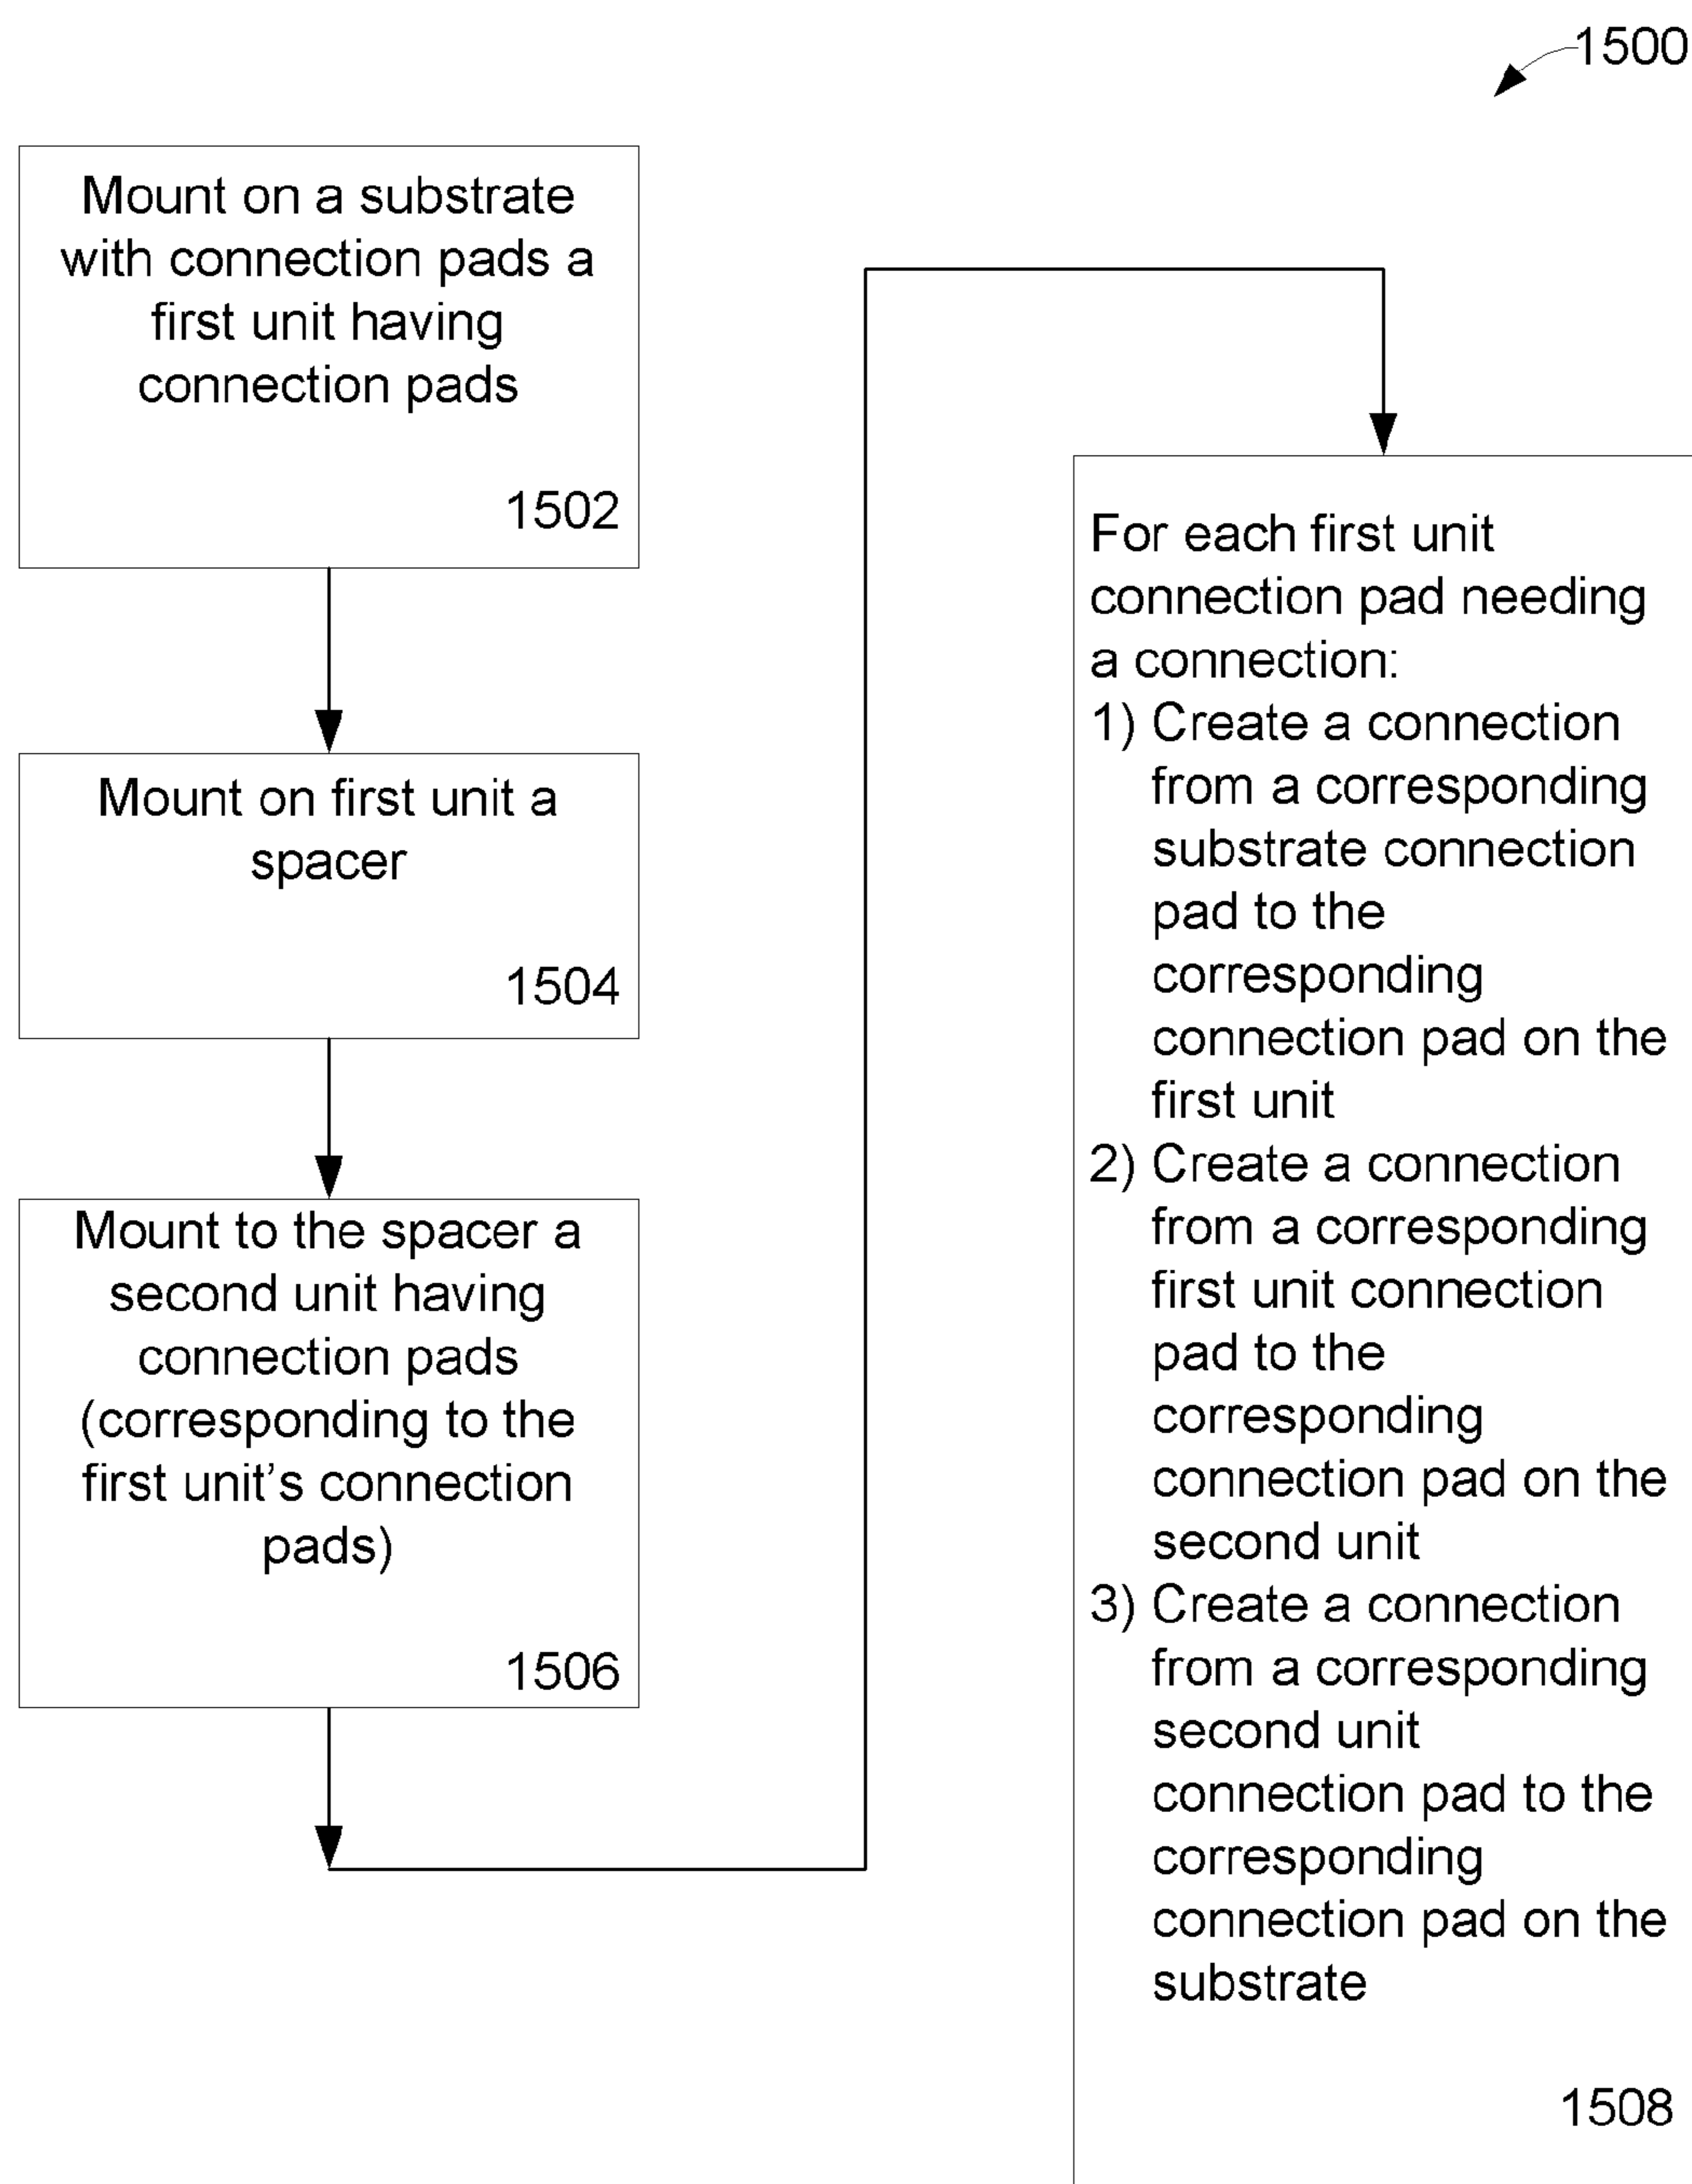 1500
Mount on a substrate
with connection pads a
first unit having
connection pads
1502
Mount on first unit a
spacer
1504
Mount to the spacer a
second unit having
connection pads
(corresponding to the
first unit’s connection
pads)
1506
For each first unit
connection pad needing
a connection:
1) Create a connection
from a corresponding
substrate connection
pad to the
corresponding
connection pad on the
first unit
2) Create a connection
from a corresponding
first unit connection
pad to the
corresponding
connection pad on the
second unit
3) Create a connection
from a corresponding
second unit
connection pad to the
corresponding
connection pad on the
substrate
1508